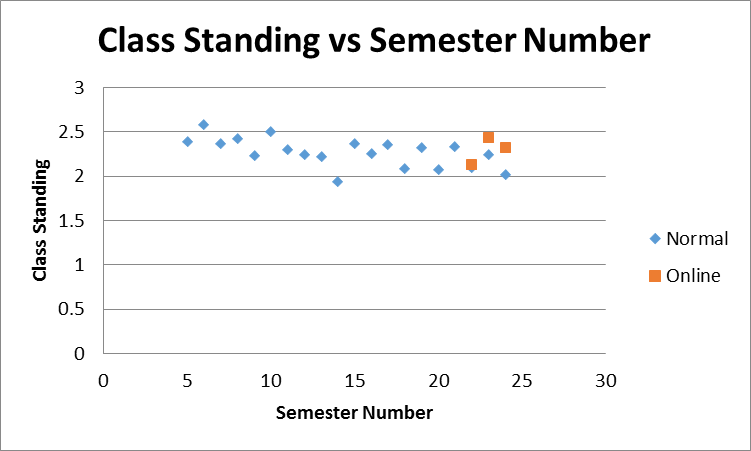 Class Standing vs Semester Number
3
2.5
2
1.5
1
0.5
0
0 5 10 15 20 25 30
Class Standing
Semester Number
Normal
Online